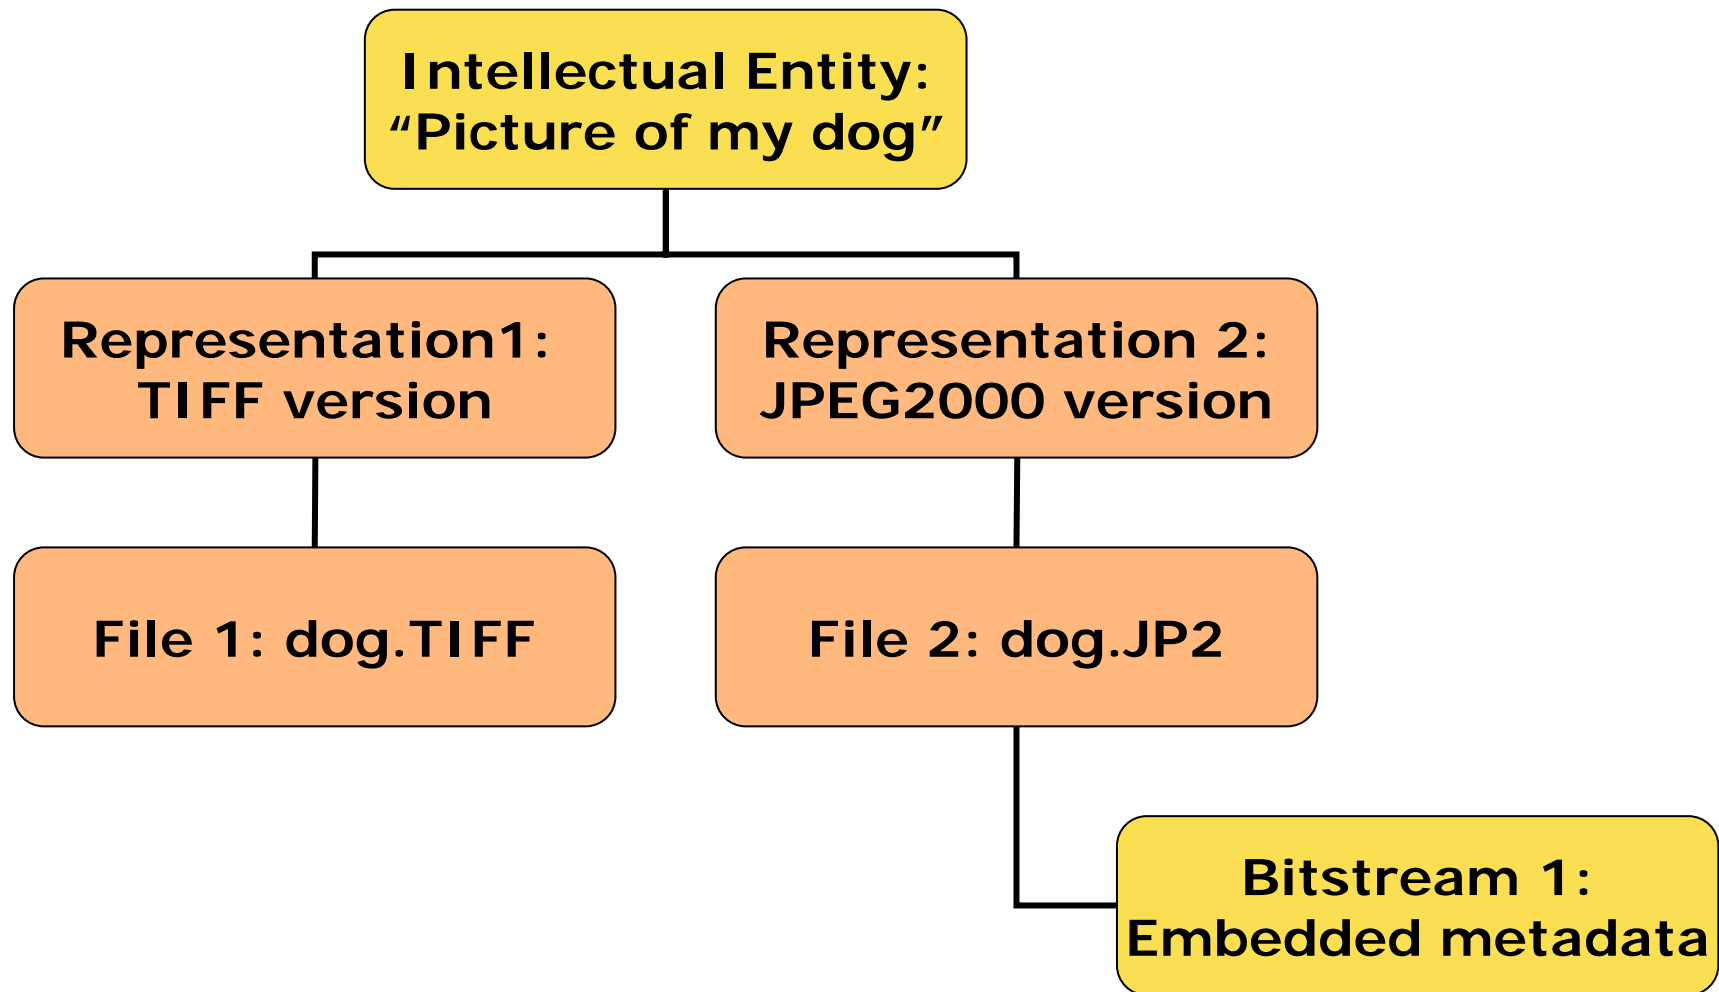 Intellectual Entity:
“Picture of my dog”
Representation1:
TIFF version
Representation 2:
JPEG2000 version
File 1: dog.TIFF
File 2: dog.JP2
Bitstream 1:
Embedded metadata